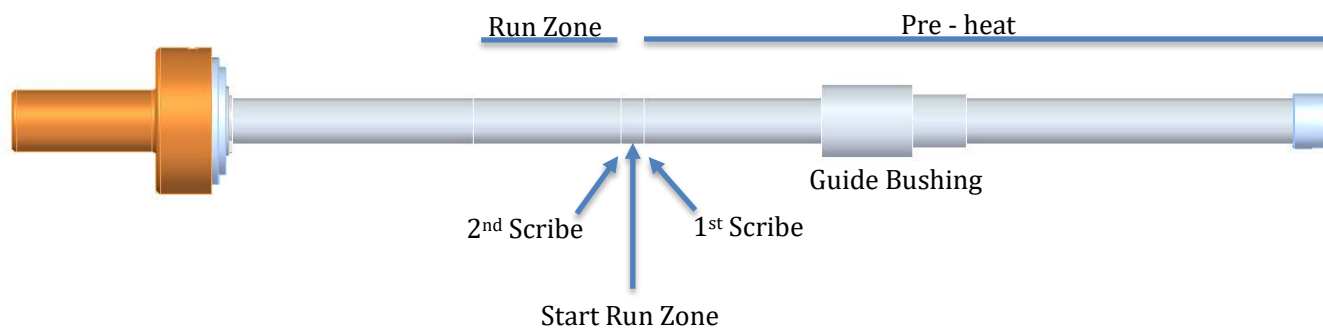 Run Zone
Pre - heat
Guide Bushing
2nd Scribe
1st Scribe
Start Run Zone